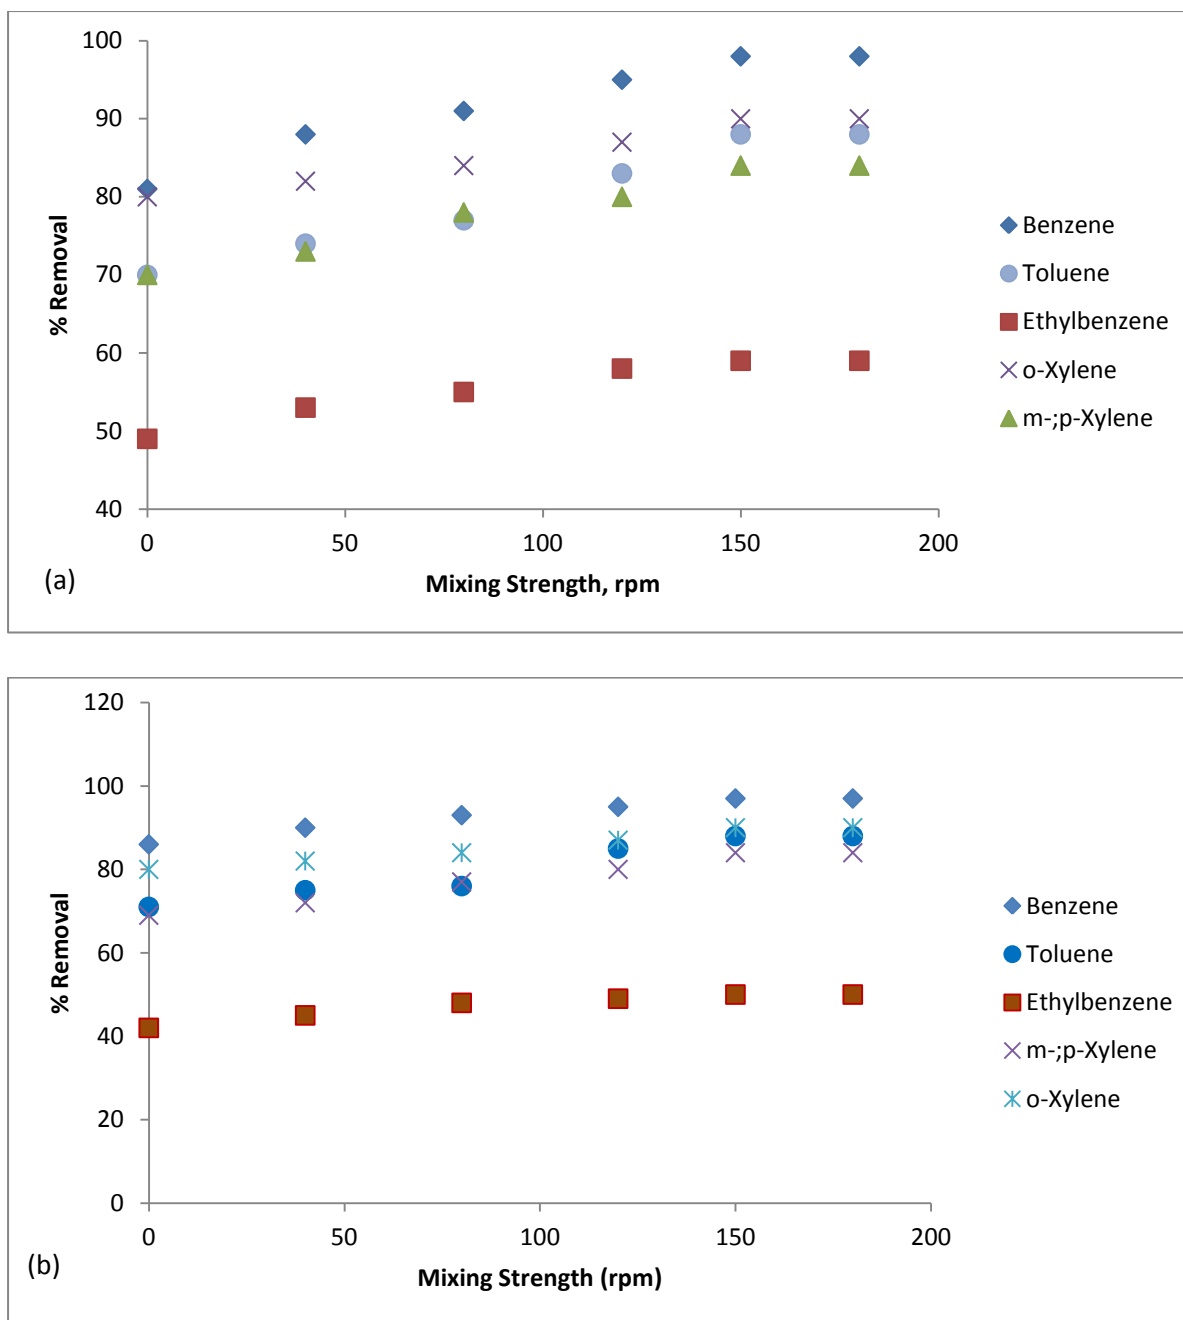 100
90
80
70
60
50
40
% Removal
0 50 100 150 200
Mixing Strength, rpm
(a)
Benzene
Toluene
Ethylbenzene
o-Xylene
m-;p-Xylene
120
100
80
60
40
20
0
% Removal
0 50 100 150 200
Mixing Strength (rpm)
(b)
Benzene
Toluene
Ethylbenzene
m-;p-Xylene
o-Xylene